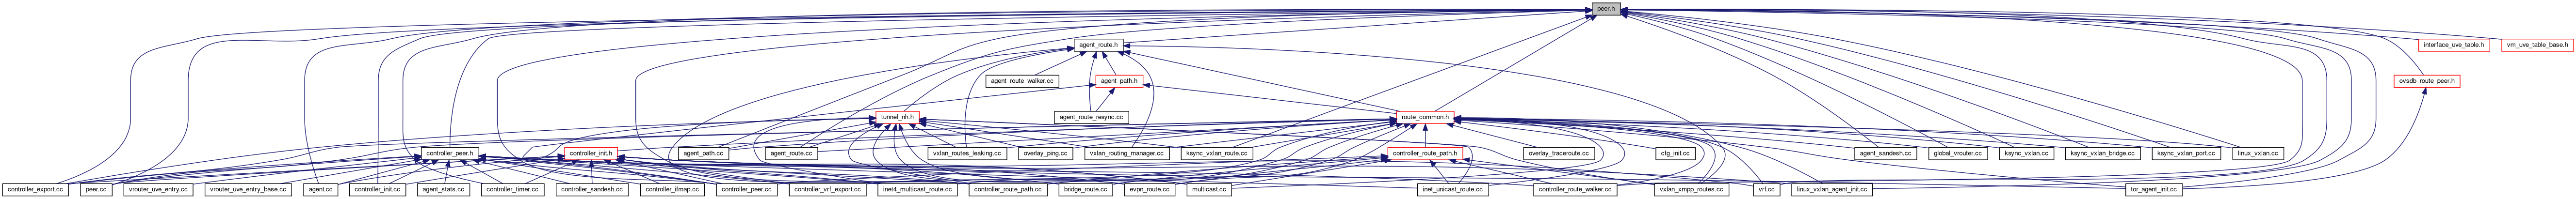 peer.h
agent_route.h
interface_uve_table.h
vm_uve_table_base.h
agent_route_walker.cc
agent_path.h
ovsdb_route_peer.h
tunnel_nh.h
agent_route_resync.cc
route_common.h
controller_peer.h
controller_init.h
agent_path.cc
agent_route.cc
vxlan_routes_leaking.cc
overlay_ping.cc
vxlan_routing_manager.cc
ksync_vxlan_route.cc
controller_route_path.h
overlay_traceroute.cc
cfg_init.cc
agent_sandesh.cc
global_vrouter.cc
ksync_vxlan.cc
ksync_vxlan_bridge.cc
ksync_vxlan_port.cc
linux_vxlan.cc
controller_export.cc
peer.cc
vrouter_uve_entry.cc
vrouter_uve_entry_base.cc
agent.cc
controller_init.cc
agent_stats.cc
controller_timer.cc
controller_sandesh.cc
controller_ifmap.cc
controller_peer.cc
controller_vrf_export.cc
inet4_multicast_route.cc
controller_route_path.cc
bridge_route.cc
evpn_route.cc
multicast.cc
inet_unicast_route.cc
controller_route_walker.cc
vxlan_xmpp_routes.cc
vrf.cc
linux_vxlan_agent_init.cc
tor_agent_init.cc